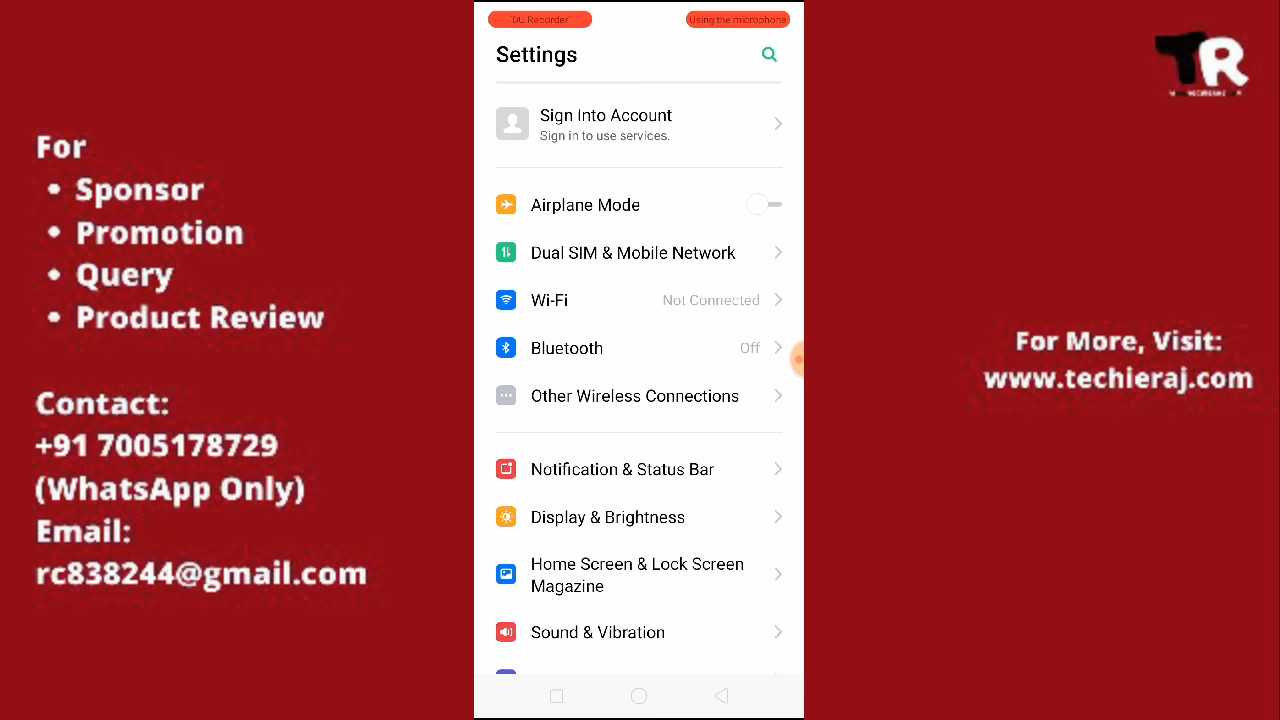 For
• Sponsor
• Promotion
• Query
• Product Review
Contact:
+91 7005178729
(WhatsApp Only)
Email:
rc838244@gmail.com
"DU Recorder"
Using the microphone
Settings
Sign Into Account
Sign in to use services.
Airplane Mode
Dual SIM & Mobile Network
Wi-Fi Not Connected
Bluetooth Off
Other Wireless Connections
Notification & Status Bar
Display & Brightness
Home Screen & Lock Screen
Magazine
Sound & Vibration
TR
For More, Visit:
www.techieraj.com